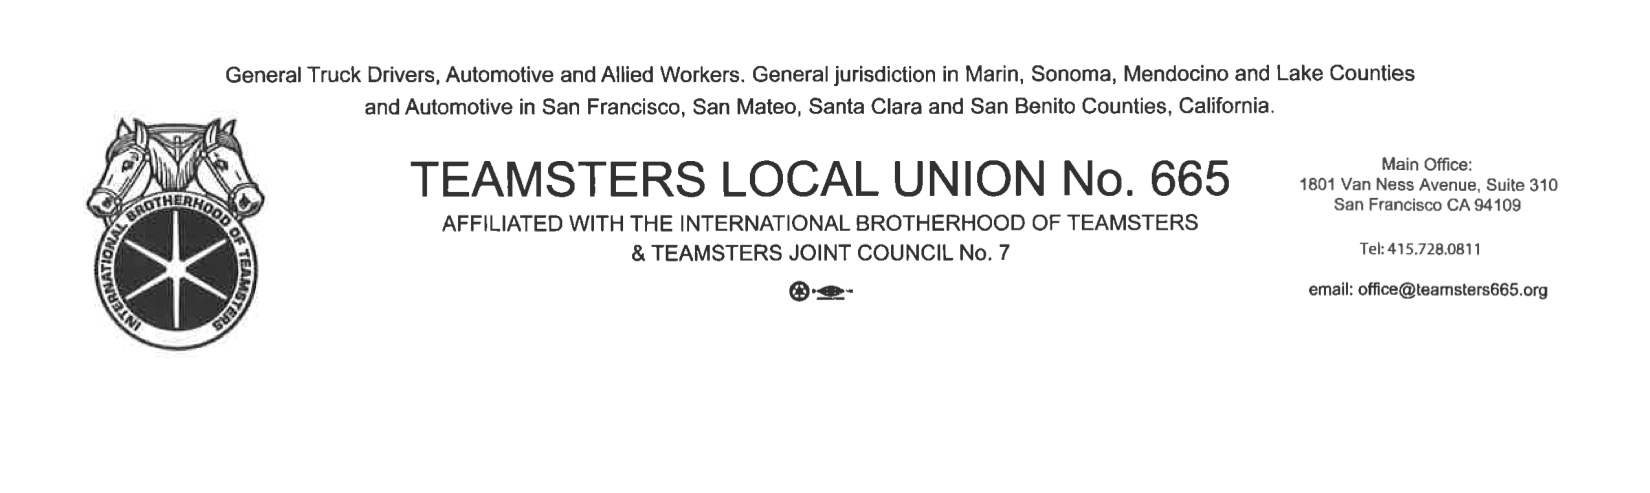 General Truck Drivers, Automotive and Allied Workers. General jurisdiction in Marin, Sonoma, Mendocino and Lake Counties
and Automotive in San Francisco, San Mateo, Santa Clara and San Benito Counties, California.
INTERNATIONAL BROTHERHOOD OF TEAMSTERS
TEAMSTERS LOCAL UNION No. 665
AFFILIATED WITH THE INTERNATIONAL BROTHERHOOD OF TEAMSTERS
& TEAMSTERS JOINT COUNCIL No. 7
Main Office:
1801 Van Ness Avenue, Suite 310
San Francisco CA 94109
Tel: 415.728.0811
email: office@teamsters665.org